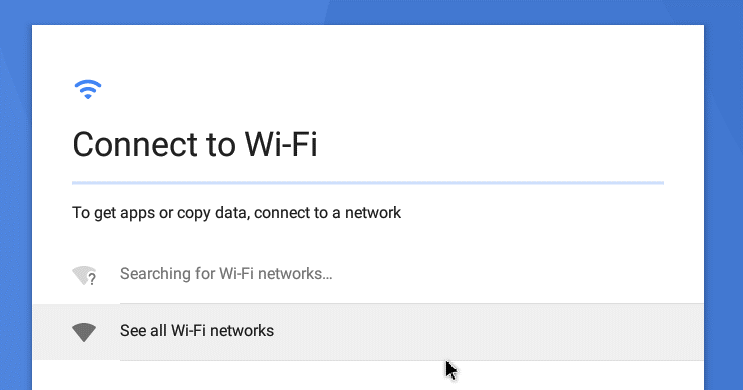 Connect to Wi-Fi
To get apps or copy data, connect to a network
Searching for Wi-Fi networks…
See all Wi-Fi networks